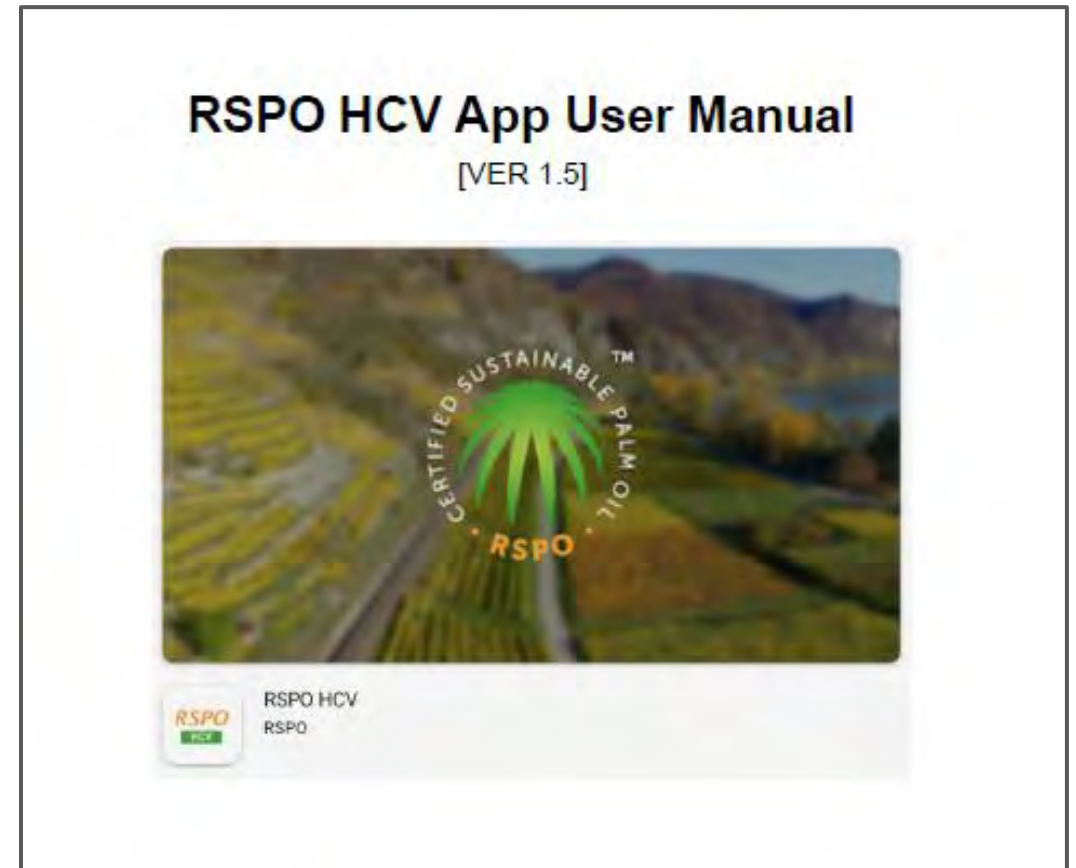 RSPO HCV App User Manual
[VER 1.5]
CERTIFIED SUSTAINABLE PALM OIL ™
· RSPO ·
RSPO HCV
RSPO
RSPO
HCV